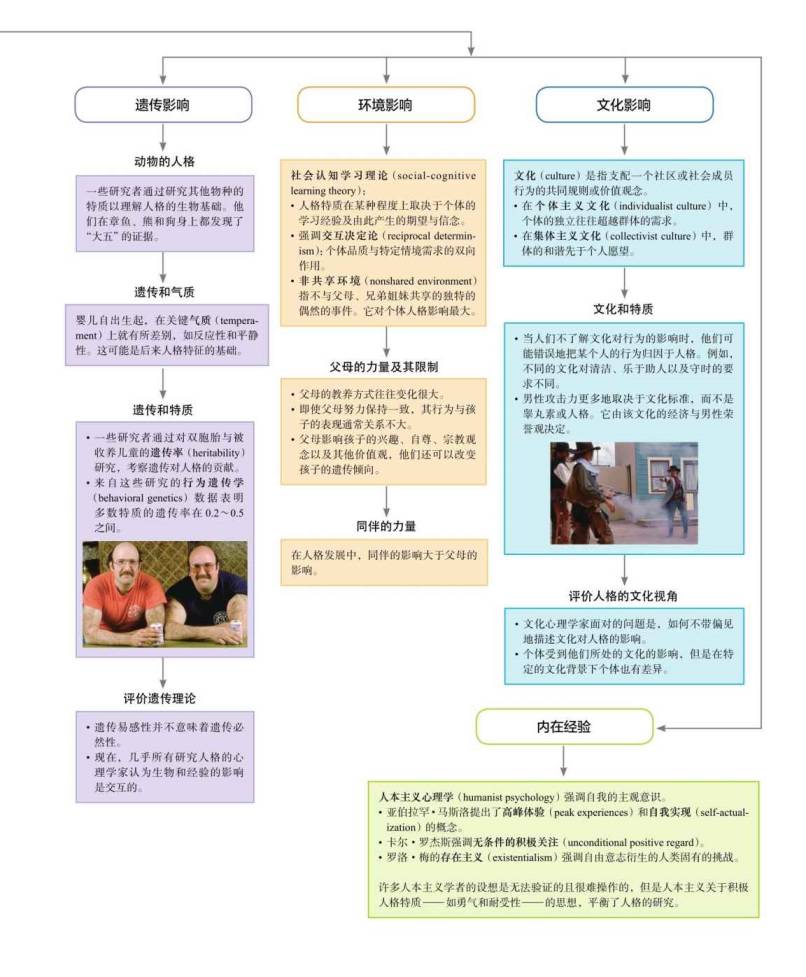 遗传影响
动物的人格
一些研究者通过研究其他物种的
特质以理解人格的生物基础。他
们在章鱼、熊和狗身上都发现了
“大五”的证据。
遗传和气质
婴儿自出生起，在关键气质（tempera-
ment）上就有所差别，如反应性和平静
性。这可能是后来人格特征的基础。
遗传和特质
• 一些研究者通过对双胞胎与被
收养儿童的遗传率（heritability）
研究，考察遗传对人格的贡献。
• 来自这些研究的行为遗传学
（behavioral genetics）数据表明
多数特质的遗传率在 0.2～0.5
之间。
评价遗传理论
• 遗传易感性并不意味着遗传必
然性。
• 现在，几乎所有研究人格的心
理学家认为生物和经验的影响
是交互的。
环境影响
社会认知学习理论（social-cognitive
learning theory）：
• 人格特质在某种程度上取决于个体的
学习经验及由此产生的期望与信念。
• 强调交互决定论（reciprocal determin-
ism）：个体品质与特定情境需求的双向
作用。
• 非共享环境（nonshared environment）
指不与父母、兄弟姐妹共享的独特的
偶然的事件。它对个体人格影响最大。
父母的力量及其限制
• 父母的教养方式往往变化很大。
• 即使父母努力保持一致，其行为与孩
子的表现通常关系不大。
• 父母影响孩子的兴趣、自尊、宗教观
念以及其他价值观，他们还可以改变
孩子的遗传倾向。
同伴的力量
在人格发展中，同伴的影响大于父母的
影响。
文化影响
文化（culture）是指支配一个社区或社会成员
行为的共同规则或价值观念。
• 在个体主义文化（individualist culture）中，
个体的独立往往超越群体的需求。
• 在集体主义文化（collectivist culture）中，群
体的和谐先于个人愿望。
文化和特质
• 当人们不了解文化对行为的影响时，他们可
能错误地把某个人的行为归因于人格。例如，
不同的文化对清洁、乐于助人以及守时的要
求不同。
• 男性攻击力更多地取决于文化标准，而不是
睾丸素或人格。它由该文化的经济与男性荣
誉观决定。
评价人格的文化视角
• 文化心理学家面对的问题是，如何不带偏见
地描述文化对人格的影响。
• 个体受到他们所处的文化的影响，但是在特
定的文化背景下个体也有差异。
内在经验
人本主义心理学（humanist psychology）强调自我的主观意识。
• 亚伯拉罕·马斯洛提出了高峰体验（peak experiences）和自我实现（self-actual-
ization）的概念。
• 卡尔·罗杰斯强调无条件的积极关注（unconditional positive regard）。
• 罗洛·梅的存在主义（existentialism）强调自由意志衍生的人类固有的挑战。
许多人本主义学者的设想是无法验证的且很难操作的，但是人本主义关于积极
人格特质——如勇气和耐受性——的思想，平衡了人格的研究。